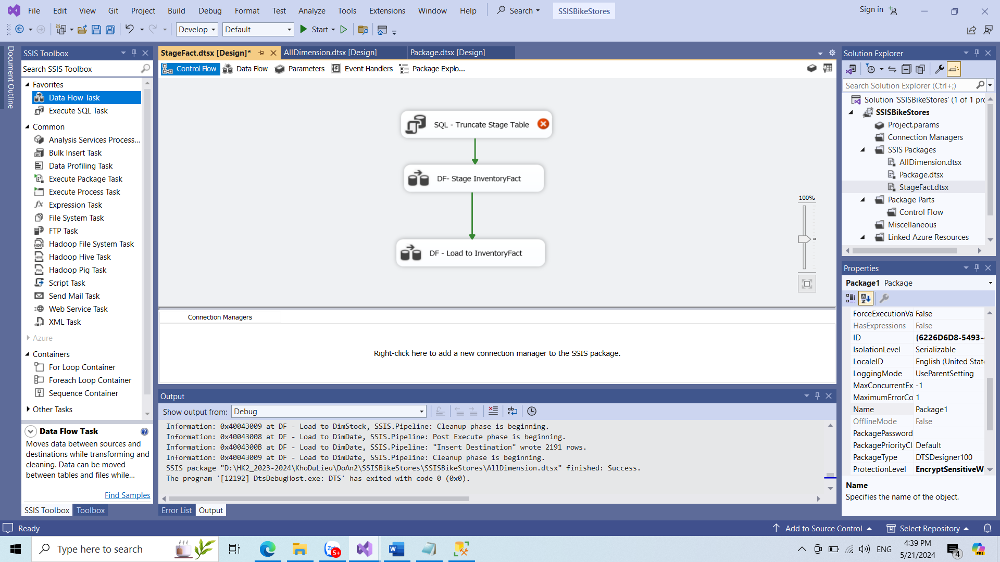 File Edit View Git Project Build Debug Format Test Analyze Tools Extensions Window Help Search SSISBikeStores Sign in
Develop Default Start
Document Outline
SSIS Toolbox
Search SSIS Toolbox
Favorites
Data Flow Task
Execute SQL Task
Common
Analysis Services Process...
Bulk Insert Task
Data Profiling Task
Execute Package Task
Execute Process Task
Expression Task
File System Task
FTP Task
Hadoop File System Task
Hadoop Hive Task
Hadoop Pig Task
Script Task
Send Mail Task
Web Service Task
XML Task
Azure
Containers
For Loop Container
Foreach Loop Container
Sequence Container
Other Tasks
Data Flow Task
Moves data between sources and
destinations while transforming and
cleaning. Data can be moved
between tables and files while...
Find Samples
SSIS Toolbox Toolbox
StageFact.dtsx [Design]* AllDimension.dtsx [Design] Package.dtsx [Design]
Control Flow Data Flow Parameters Event Handlers Package Explo...
SQL - Truncate Stage Table
DF- Stage InventoryFact
DF - Load to InventoryFact
100%
Connection Managers
Right-click here to add a new connection manager to the SSIS package.
Output
Show output from: Debug
Information: 0x40043009 at DF - Load to DimStock, SSIS.Pipeline: Cleanup phase is beginning.
Information: 0x40043008 at DF - Load to DimDate, SSIS.Pipeline: Post Execute phase is beginning.
Information: 0x4004300B at DF - Load to DimDate, SSIS.Pipeline: "Insert Destination" wrote 2191 rows.
Information: 0x40043009 at DF - Load to DimDate, SSIS.Pipeline: Cleanup phase is beginning.
SSIS package "D:\HK2_2023-2024\KhoDuLieu\DoAn2\SSISBikeStores\SSISBikeStores\AllDimension.dtsx" finished: Success.
The program '[12192] DtsDebugHost.exe: DTS' has exited with code 0 (0x0).
Error List Output
Solution Explorer
Search Solution Explorer (Ctrl+;)
Solution 'SSISBikeStores' (1 of 1 pro
SSISBikeStores
Project.params
Connection Managers
SSIS Packages
AllDimension.dtsx
Package.dtsx
StageFact.dtsx
Package Parts
Control Flow
Miscellaneous
Linked Azure Resources
Properties
Package1 Package
ForceExecutionVa False
HasExpressions False
ID {6226D6D8-5493-4
IsolationLevel Serializable
LocaleID English (United State
LoggingMode UseParentSetting
MaxConcurrentEx -1
MaximumErrorCo 1
Name Package1
OfflineMode False
PackagePassword
PackagePriorityCl Default
PackageType DTSDesigner100
ProtectionLevel EncryptSensitiveW
Name
Specifies the name of the object.
Ready Add to Source Control Select Repository
Type here to search
5+
ENG
4:39 PM
5/21/2024
4
PRE